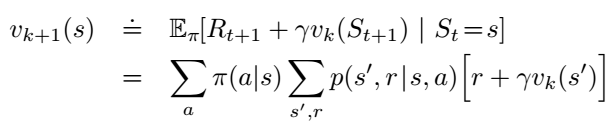 v_{k+1}(s) ≐ 𝔼_π[R_{t+1} + γv_k(S_{t+1}) | S_t=s]
= ∑_a π(a|s) ∑_{s′,r} p(s′, r|s, a)[r + γv_k(s′)]